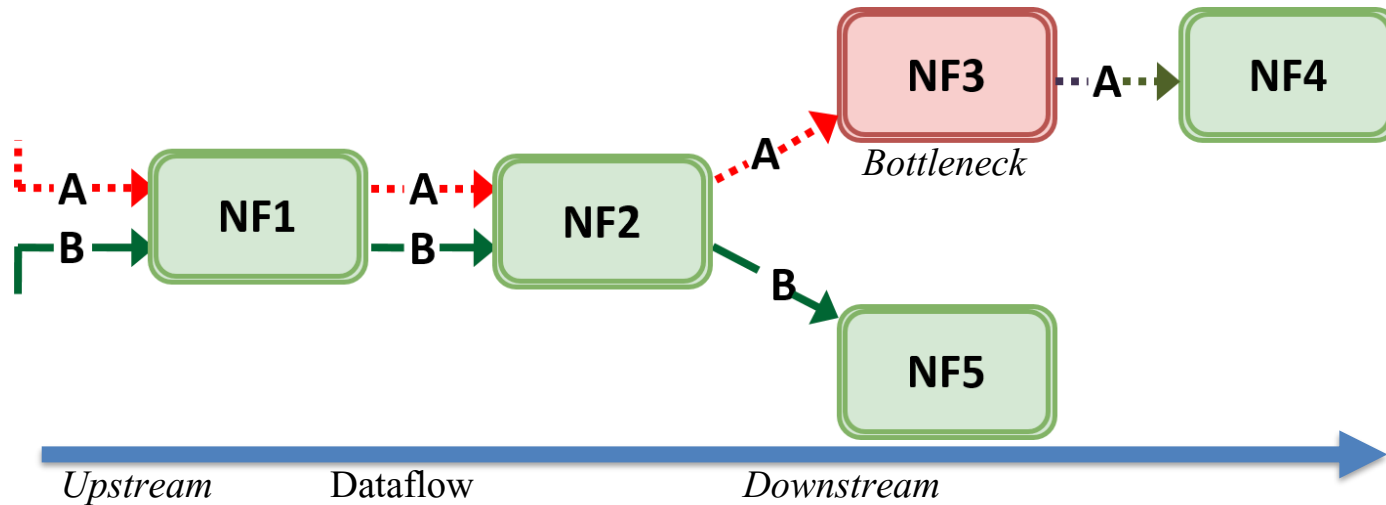 NF3
A
NF4
A
Bottleneck
A
A
NF1
NF2
B
B
B
NF5
Upstream
Dataflow
Downstream